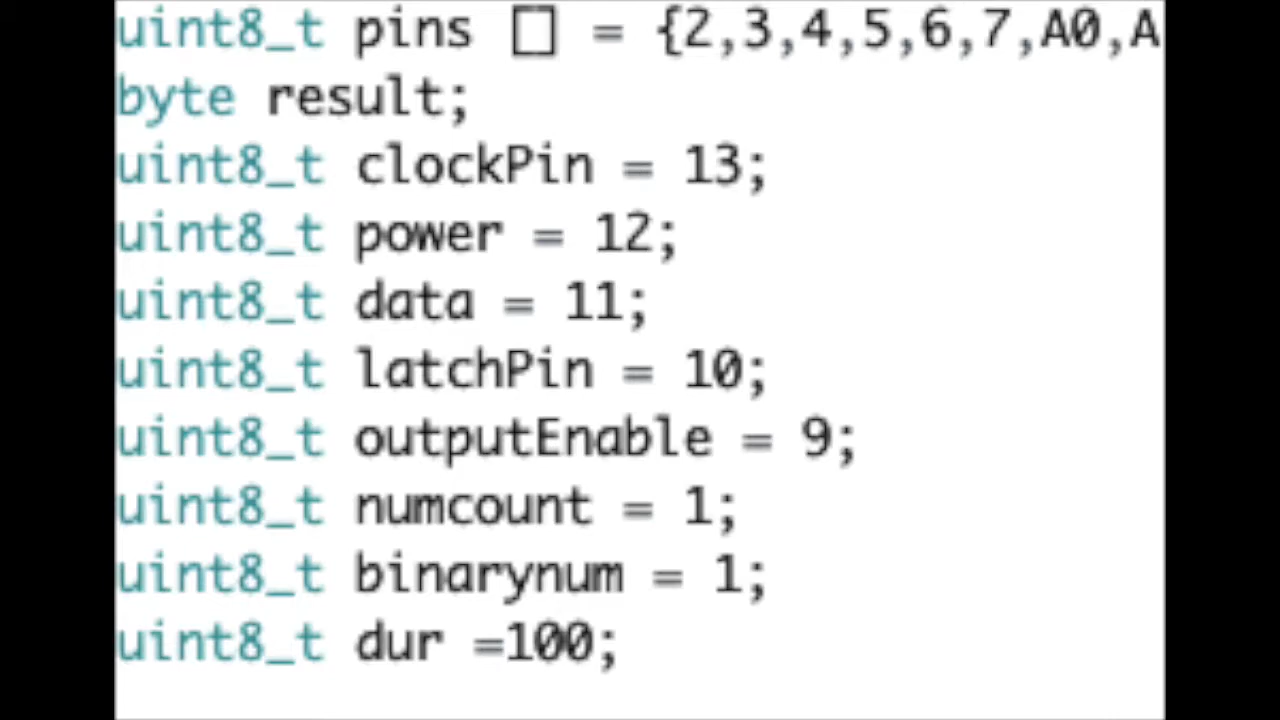 uint8_t pins [] = {2,3,4,5,6,7,A0,A
byte result;
uint8_t clockPin = 13;
uint8_t power = 12;
uint8_t data = 11;
uint8_t latchPin = 10;
uint8_t outputEnable = 9;
uint8_t numcount = 1;
uint8_t binarynum = 1;
uint8_t dur =100;